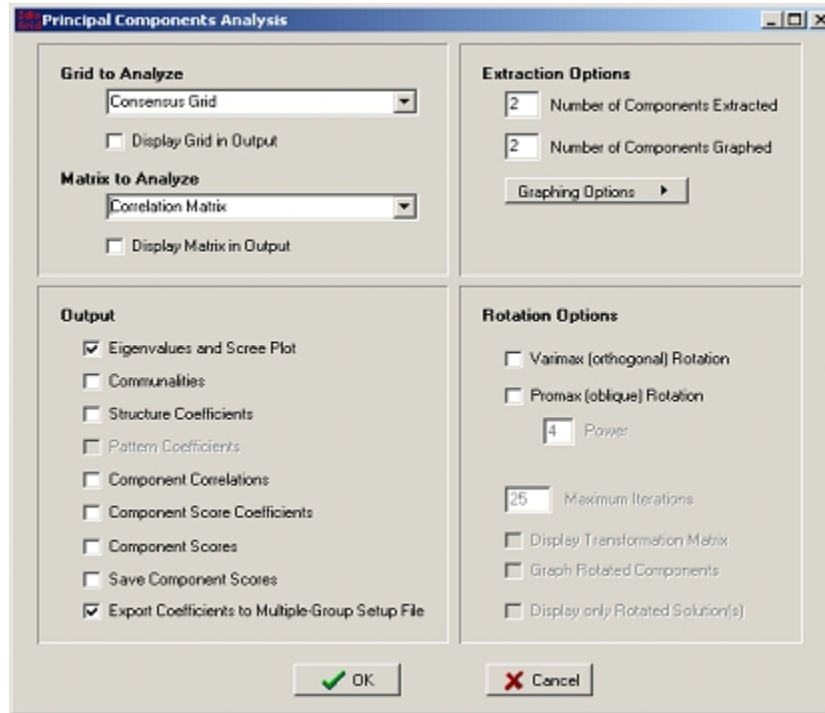 Idio Grid
Principal Components Analysis
Grid to Analyze
Consensus Grid
Display Grid in Output
Matrix to Analyze
Correlation Matrix
Display Matrix in Output
Extraction Options
2 Number of Components Extracted
2 Number of Components Graphed
Graphing Options
Output
Eigenvalues and Scree Plot
Communalities
Structure Coefficients
Pattern Coefficients
Component Correlations
Component Score Coefficients
Component Scores
Save Component Scores
Export Coefficients to Multiple-Group Setup File
Rotation Options
Varimax (orthogonal) Rotation
Promax (oblique) Rotation
4 Power
25 Maximum Iterations
Display Transformation Matrix
Graph Rotated Components
Display only Rotated Solution(s)
OK
Cancel